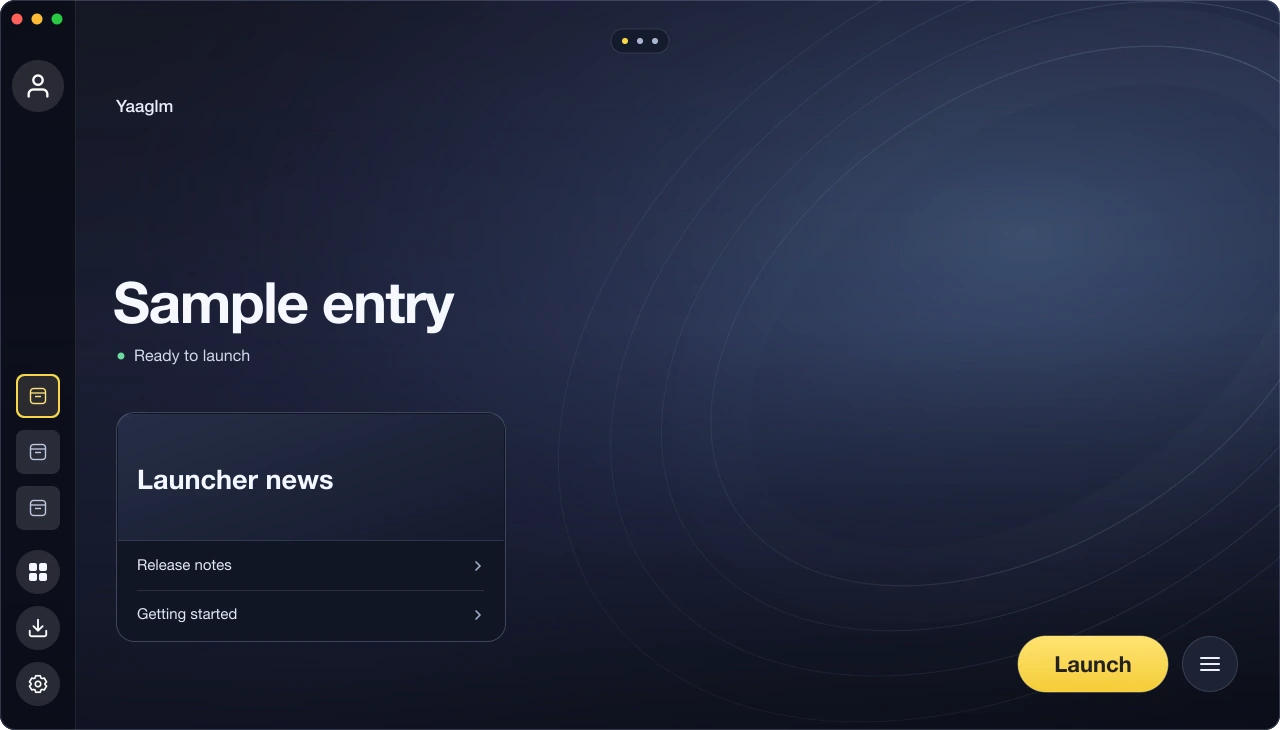 Yaaglm
Sample entry
Ready to launch
Launcher news
Release notes
Getting started
Launch